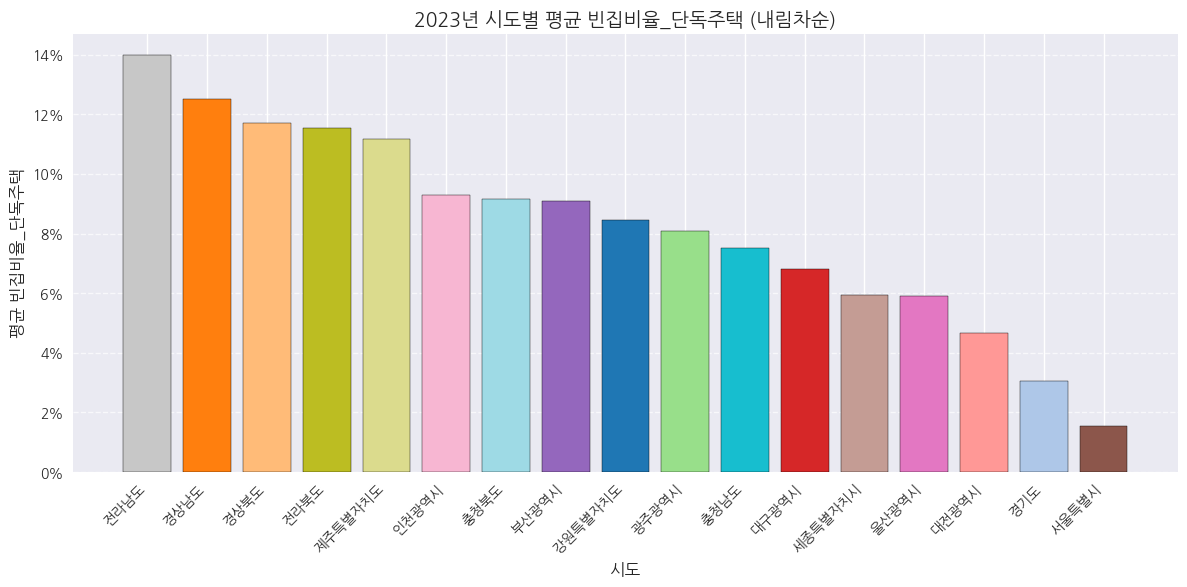 2023년 시도별 평균 빈집비율_단독주택 (내림차순)
평균 빈집비율_단독주택
14%
12%
10%
8%
6%
4%
2%
0%
전라남도
경상남도
경상북도
전라북도
제주특별자치도
인천광역시
충청북도
부산광역시
강원특별자치도
광주광역시
충청남도
대구광역시
세종특별자치시
울산광역시
대전광역시
경기도
서울특별시
시도